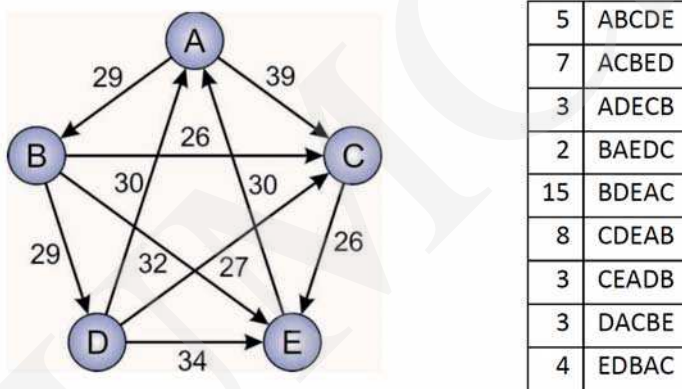 A
29
39
B
26
C
30
30
29
32
27
26
D
E
34
5 ABCDE
7 ACBED
3 ADECB
2 BAEDC
15 BDEAC
8 CDEAB
3 CEADB
3 DACBE
4 EDBAC